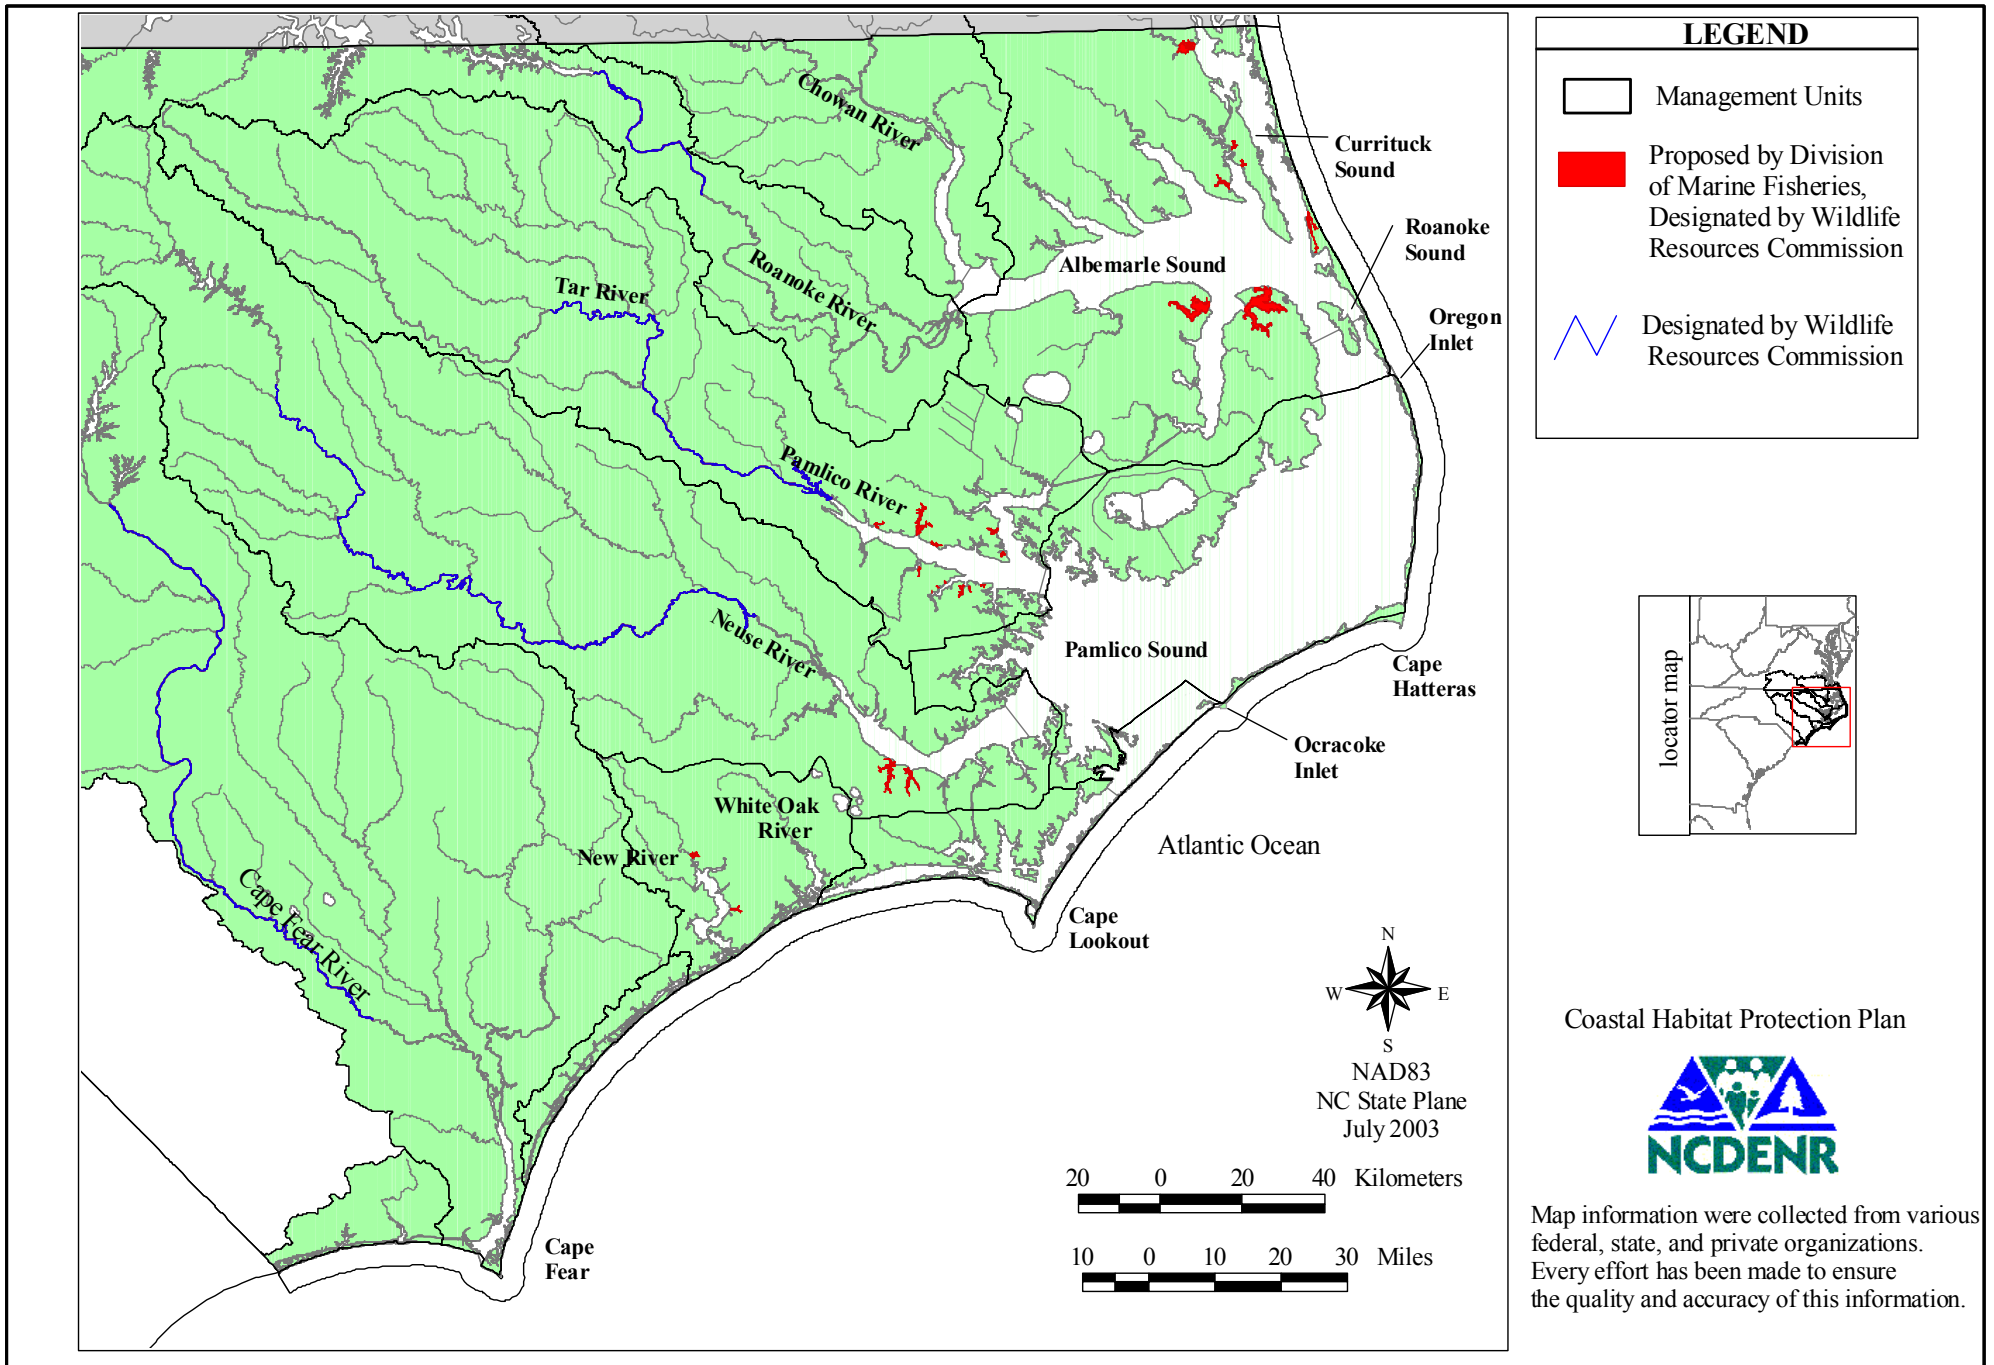 Chowan River
Currituck
Sound
Roanoke
Sound
Albemarle Sound
Roanoke River
Tar River
Oregon
Inlet
Pamlico River
Neuse River
Pamlico Sound
Cape
Hatteras
Ocracoke
Inlet
White Oak
River
New River
Atlantic Ocean
Cape Fear River
Cape
Lookout
Cape
Fear
N
W
E
S
NAD83
NC State Plane
July 2003
20 0 20 40 Kilometers
10 0 10 20 30 Miles
LEGEND
Management Units
Proposed by Division
of Marine Fisheries,
Designated by Wildlife
Resources Commission
Designated by Wildlife
Resources Commission
locator map
Coastal Habitat Protection Plan
NCDENR
Map information were collected from various
federal, state, and private organizations.
Every effort has been made to ensure
the quality and accuracy of this information.